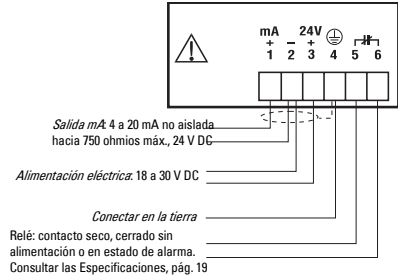 mA 24V
+ – +
1 2 3 4 5 6
Salida mA: 4 a 20 mA no aislada
hacia 750 ohmios máx., 24 V DC
Alimentación eléctrica: 18 a 30 V DC
Conectar en la tierra
Relé: contacto seco, cerrado sin
alimentación o en estado de alarma.
Consultar las Especificaciones, pág. 19